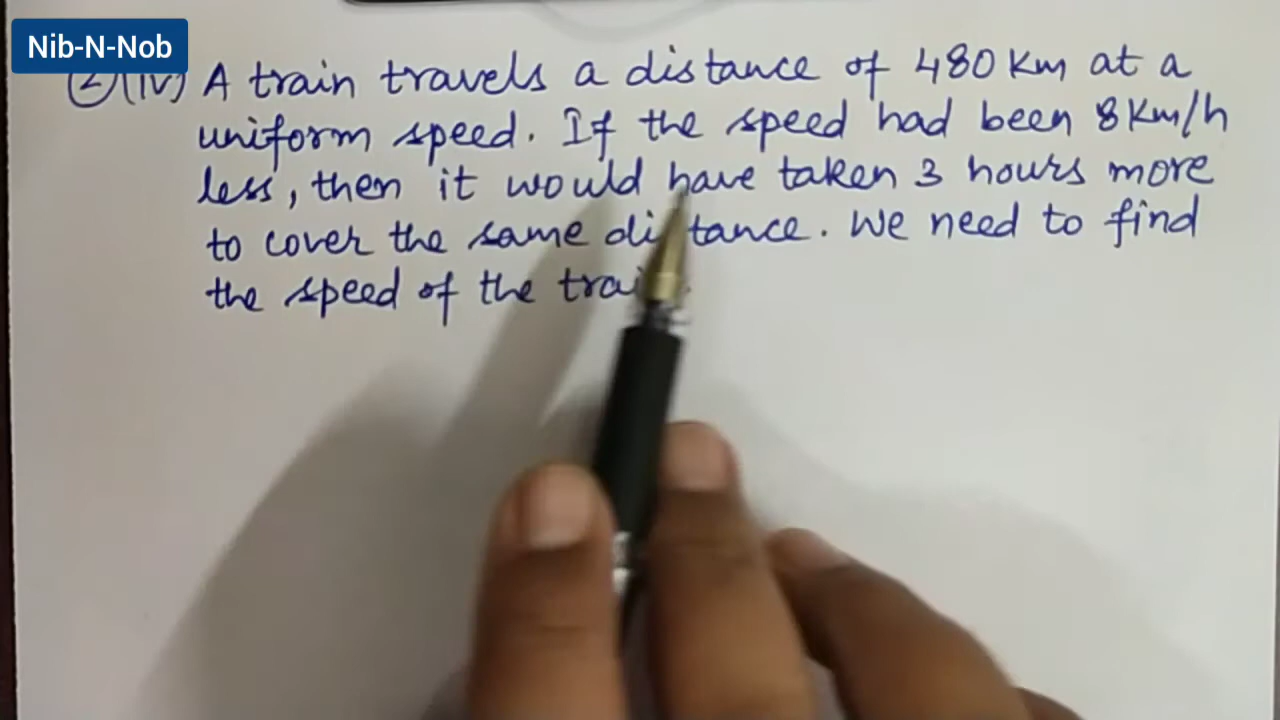 Nib-N-Nob
2 (iv) A train travels a distance of 480 Km at a
uniform speed. If the speed had been 8 Km/h
less, then it would have taken 3 hours more
to cover the same distance. We need to find
the speed of the train.